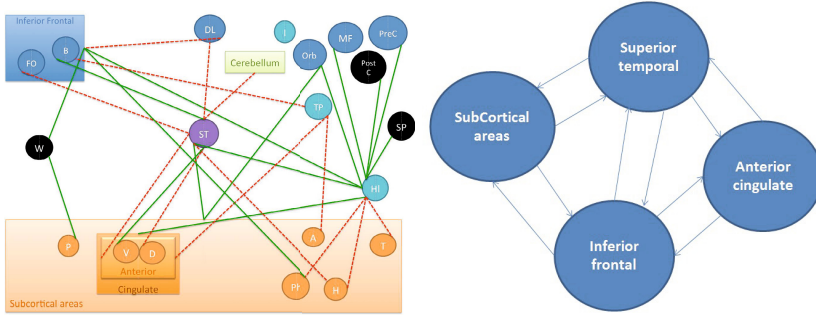 Inferior Frontal
FO
B
DL
I
Orb
MF
PreC
Post
C
Cerebellum
TP
ST
SP
W
HI
P
V
D
Anterior
Cingulate
A
T
H
Subcortical areas
Superior
temporal
SubCortical
areas
Anterior
cingulate
Inferior
frontal